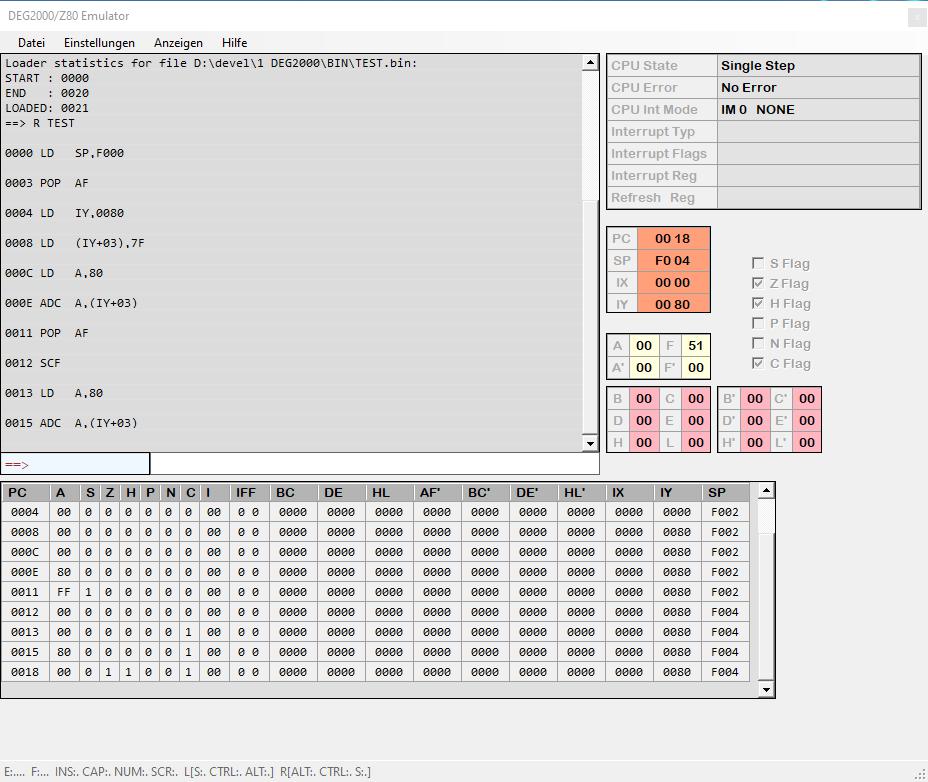 DEG2000/Z80 Emulator
x
Datei Einstellungen Anzeigen Hilfe
Loader statistics for file D:\devel\1 DEG2000\BIN\TEST.bin:
START : 0000
END   : 0020
LOADED: 0021
==> R TEST
0000 LD   SP,F000
0003 POP  AF
0004 LD   IY,0080
0008 LD   (IY+03),7F
000C LD   A,80
000E ADC  A,(IY+03)
0011 POP  AF
0012 SCF
0013 LD   A,80
0015 ADC  A,(IY+03)
==>
CPU State Single Step
CPU Error No Error
CPU Int Mode IM 0 NONE
Interrupt Typ
Interrupt Flags
Interrupt Reg
Refresh Reg
PC 00 18
SP F0 04
IX 00 00
IY 00 80
S Flag
Z Flag
H Flag
P Flag
N Flag
C Flag
A 00 F 51
A' 00 F' 00
B 00 C 00 B' 00 C' 00
D 00 E 00 D' 00 E' 00
H 00 L 00 H' 00 L' 00
PC A S Z H P N C I IFF BC DE HL AF' BC' DE' HL' IX IY SP
0004 00 0 0 0 0 0 0 00 0 0 0000 0000 0000 0000 0000 0000 0000 0000 0000 F002
0008 00 0 0 0 0 0 0 00 0 0 0000 0000 0000 0000 0000 0000 0000 0000 0080 F002
000C 00 0 0 0 0 0 0 00 0 0 0000 0000 0000 0000 0000 0000 0000 0000 0080 F002
000E 80 0 0 0 0 0 0 00 0 0 0000 0000 0000 0000 0000 0000 0000 0000 0080 F002
0011 FF 1 0 0 0 0 0 00 0 0 0000 0000 0000 0000 0000 0000 0000 0000 0080 F002
0012 00 0 0 0 0 0 0 00 0 0 0000 0000 0000 0000 0000 0000 0000 0000 0080 F004
0013 00 0 0 0 0 0 1 00 0 0 0000 0000 0000 0000 0000 0000 0000 0000 0080 F004
0015 80 0 0 0 0 0 1 00 0 0 0000 0000 0000 0000 0000 0000 0000 0000 0080 F004
0018 00 0 1 1 0 0 1 00 0 0 0000 0000 0000 0000 0000 0000 0000 0000 0080 F004
E:.... F:... INS:. CAP:. NUM:. SCR:. L[S:. CTRL:. ALT:.] R[ALT:. CTRL:. S:.]